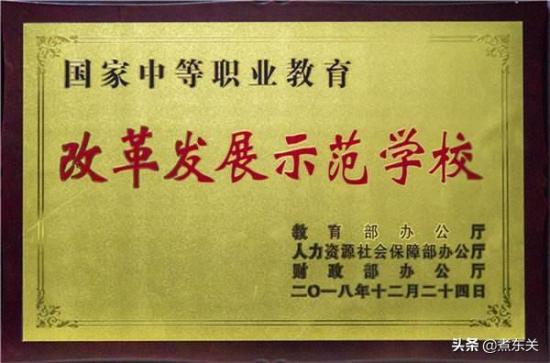 国家中等职业教育
改革发展示范学校
教育部办公厅
人力资源社会保障部办公厅
财政部办公厅
二〇一八年十二月二十四日
头条@煮东关